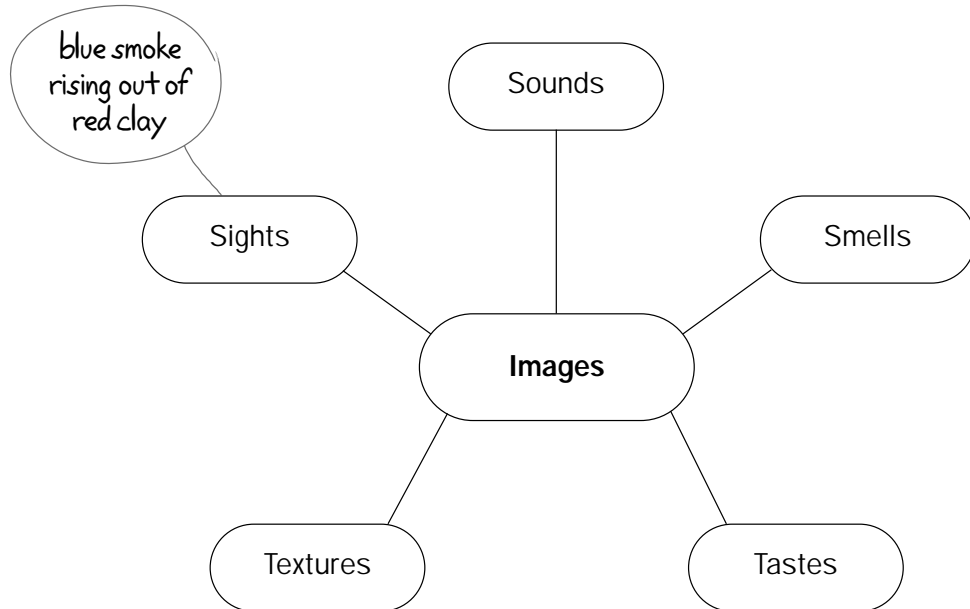 blue smoke
rising out of
red clay
Sounds
Sights
Smells
Images
Textures
Tastes